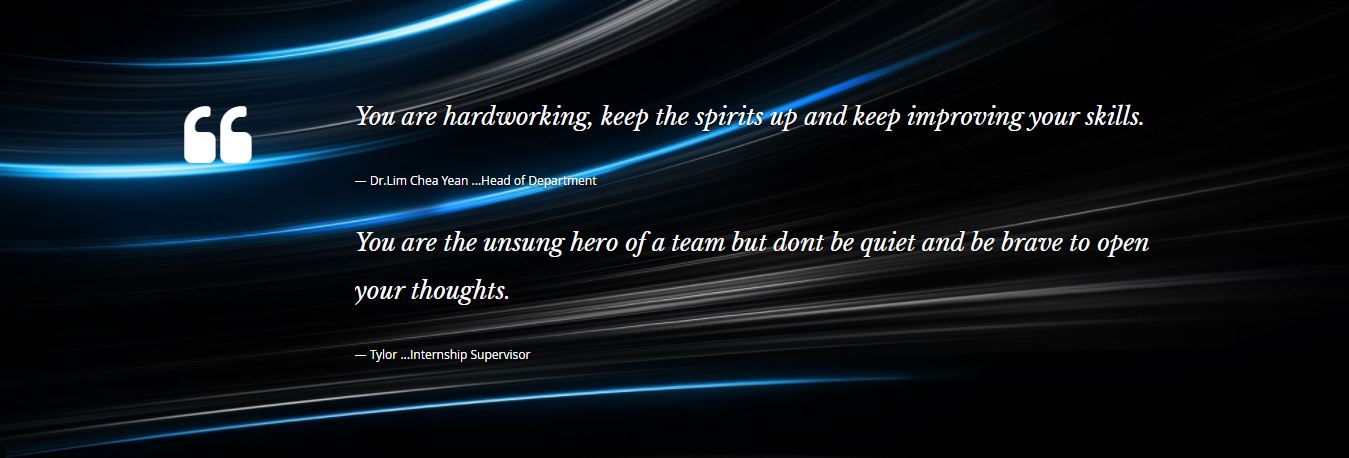 ❝
You are hardworking, keep the spirits up and keep improving your skills.
— Dr.Lim Chea Yean ...Head of Department
You are the unsung hero of a team but dont be quiet and be brave to open
your thoughts.
— Tylor ...Internship Supervisor